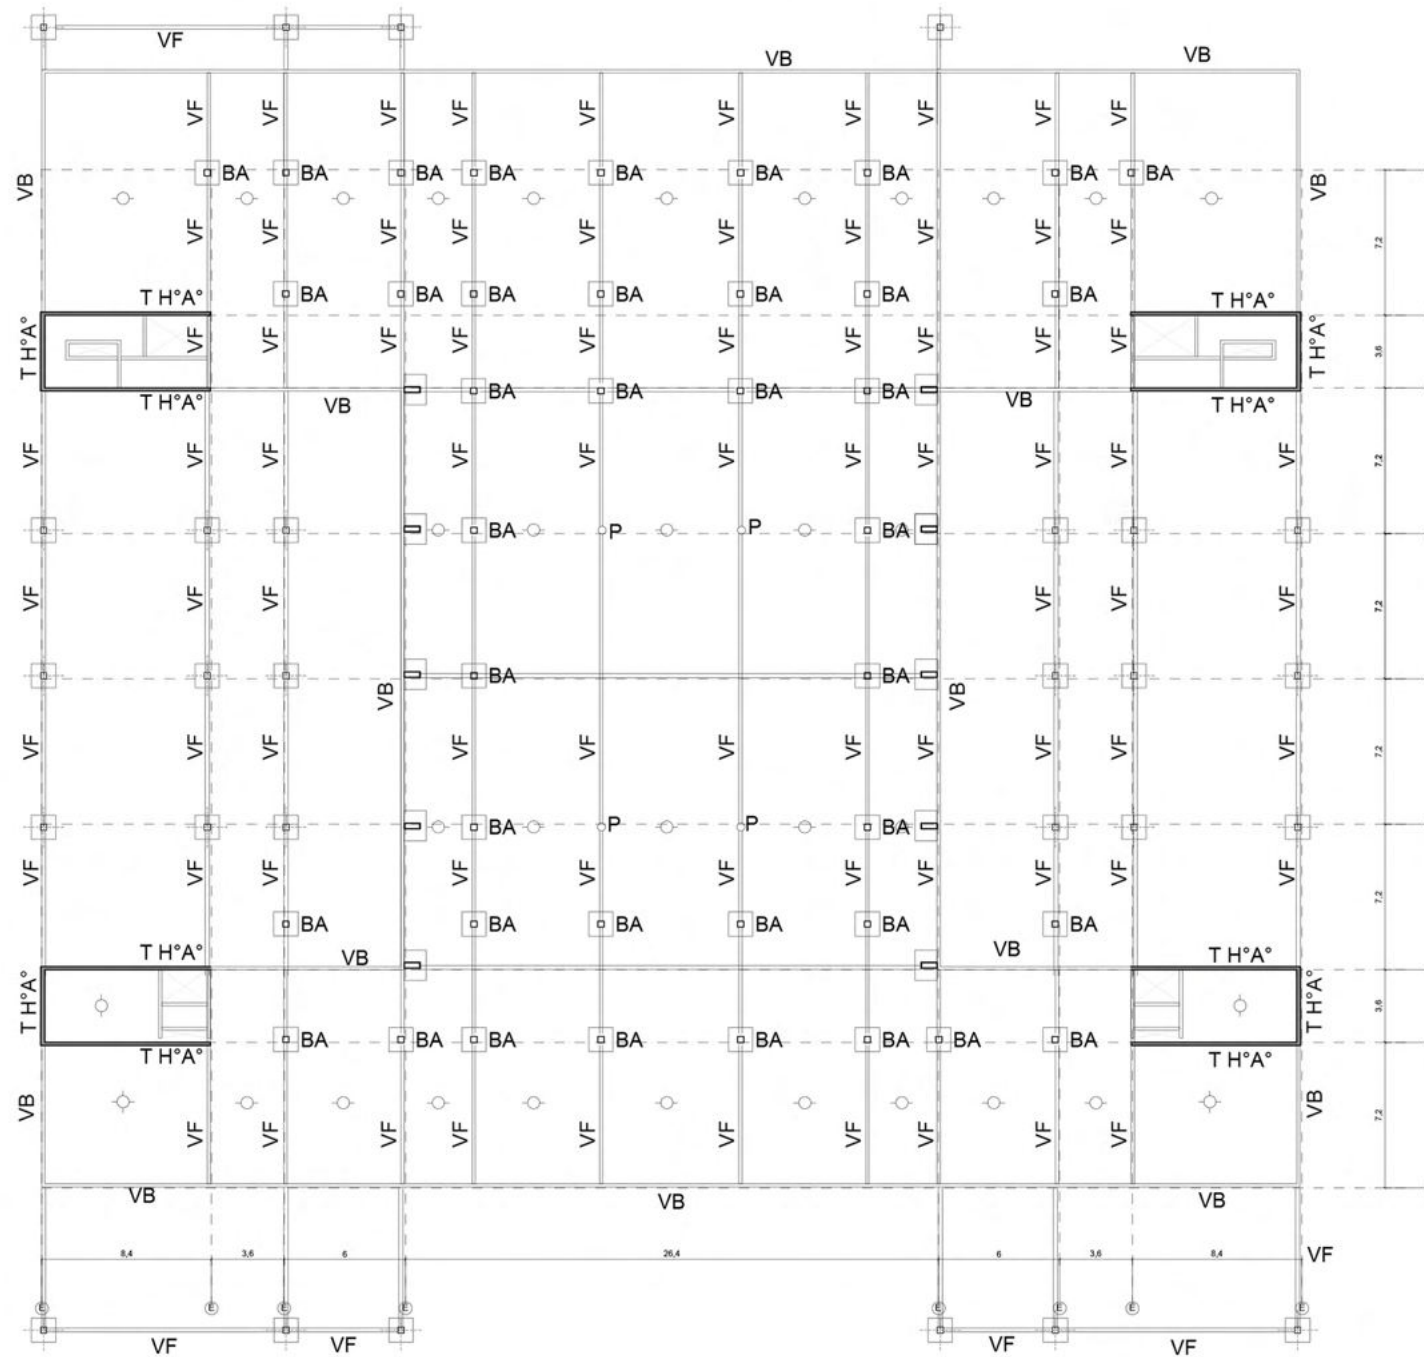 VF
VB
VB
VF VF VF VF VF VF VF VF VF VF
VB BA BA BA BA BA BA BA BA BA VB
VF VF VF VF VF VF VF VF VF VF
7,2
BA BA BA BA BA BA BA
T H°A° T H°A°
T H°A° VF VF VF VF VF VF VF VF VF VF T H°A°
3,6
BA BA BA BA
T H°A° VB VB T H°A°
VF VF VF VF VF VF VF VF VF VF VF
7,2
BA P P BA
VF VF VF VF VF VF
7,2
BA BA
VB VB
VF VF VF VF VF VF VF VF VF VF
7,2
BA P P BA
VF VF VF VF VF VF VF VF VF VF VF
7,2
BA BA BA BA BA BA
T H°A° VB VB T H°A°
T H°A° T H°A°
3,6
BA BA BA BA BA BA BA BA
T H°A° T H°A°
VB VB
7,2
VF VF VF VF VF VF VF VF VF VF
VB VB VB
8,4 3,6 6 26,4 6 3,6 8,4 VF
E E E E E E E E
VF VF VF VF